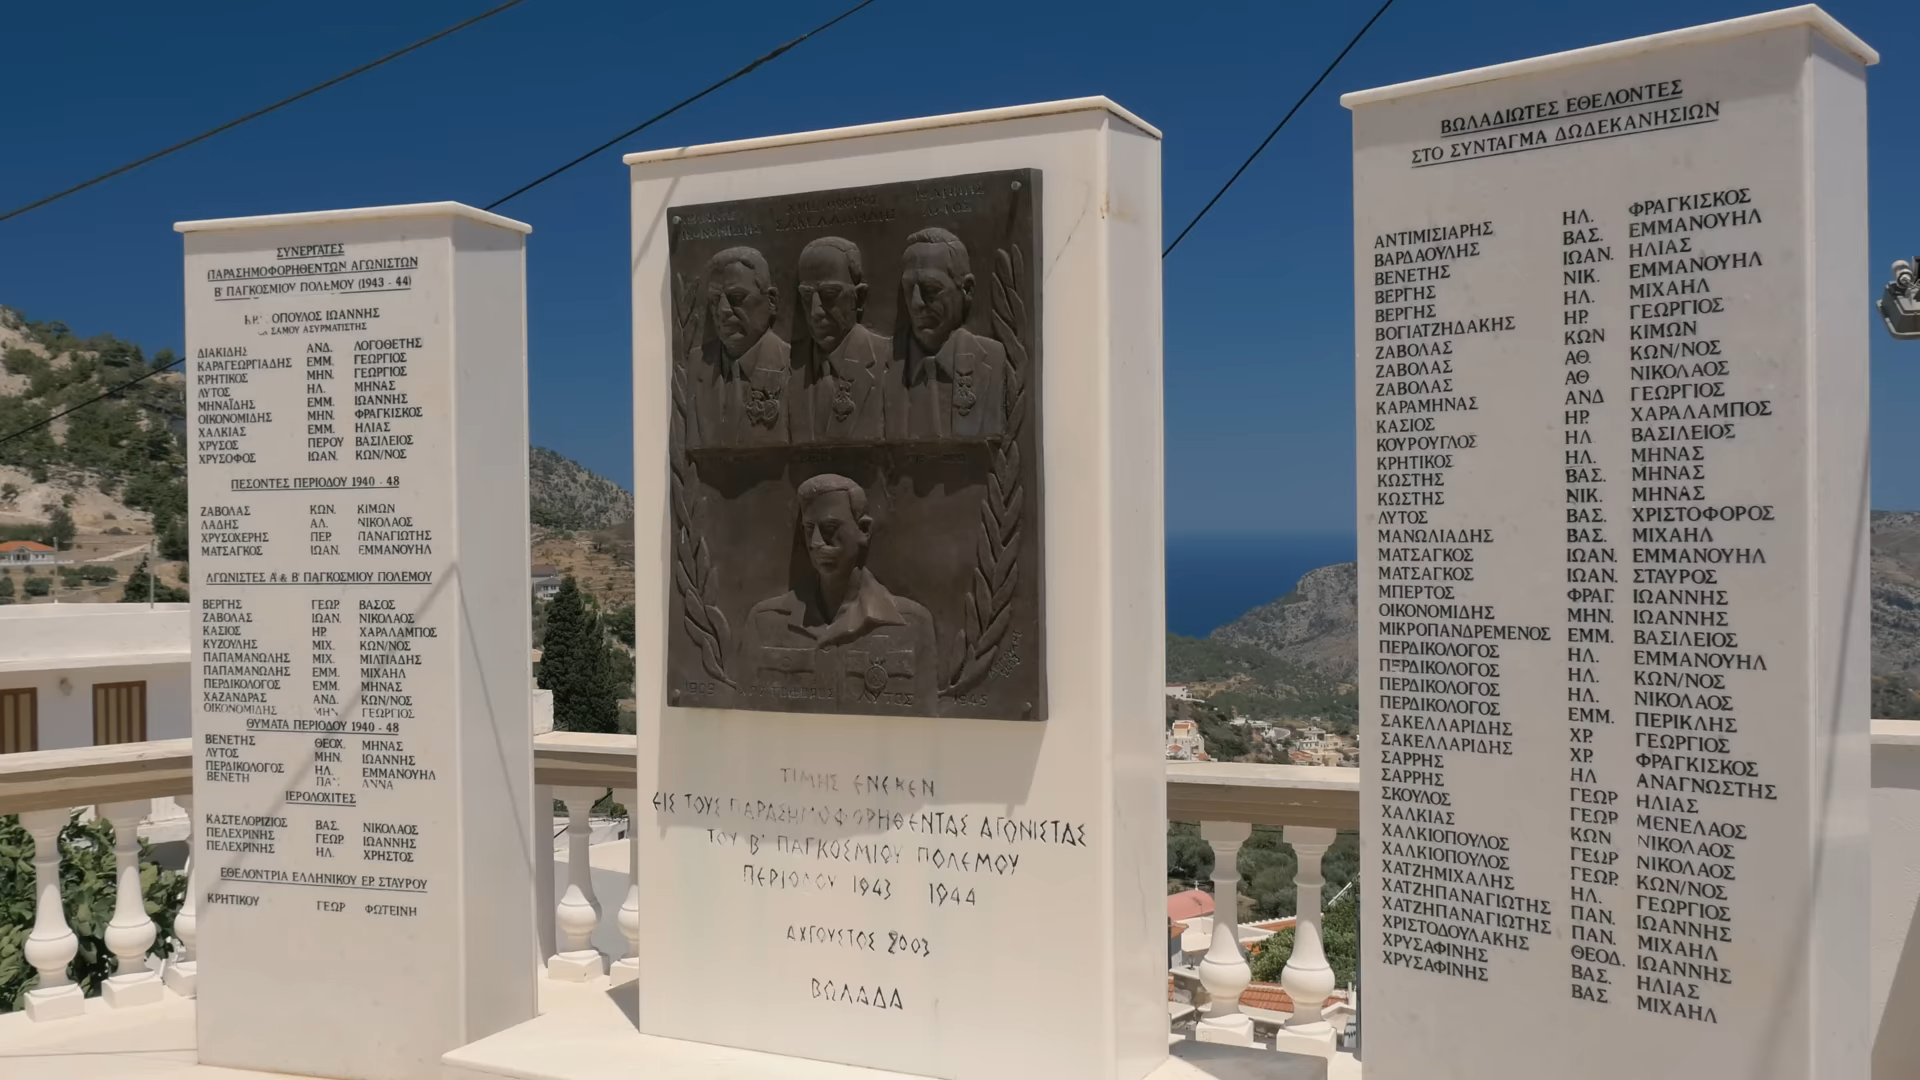 ΣΥΝΕΡΓΑΤΕΣ
ΠΑΡΑΣΗΜΟΦΟΡΗΘΕΝΤΩΝ ΑΓΩΝΙΣΤΩΝ
Β' ΠΑΓΚΟΣΜΙΟΥ ΠΟΛΕΜΟΥ (1943 - 44)
ΙΩΑΝΝΗΣ
ΣΑΜΟΥ ΑΣΥΡΜΑΤΙΣΤΗΣ
ΔΙΑΚΙΔΗΣ ΑΝΔ. ΛΟΓΟΘΕΤΗΣ
ΚΑΡΑΓΕΩΡΓΙΑΔΗΣ ΕΜΜ. ΓΕΩΡΓΙΟΣ
ΚΡΗΤΙΚΟΣ ΜΗΝ. ΓΕΩΡΓΙΟΣ
ΛΥΤΟΣ ΗΛ. ΜΗΝΑΣ
ΜΗΝΑΪΔΗΣ ΕΜΜ. ΙΩΑΝΝΗΣ
ΟΙΚΟΝΟΜΙΔΗΣ ΜΗΝ. ΦΡΑΓΚΙΣΚΟΣ
ΧΑΛΚΙΑΣ ΕΜΜ. ΗΛΙΑΣ
ΧΡΥΣΟΣ ΠΕΡΟΥ ΒΑΣΙΛΕΙΟΣ
ΧΡΥΣΟΦΟΣ ΙΩΑΝ. ΚΩΝ/ΝΟΣ
ΠΕΣΟΝΤΕΣ ΠΕΡΙΟΔΟΥ 1940 - 48
ΖΑΒΟΛΑΣ ΚΩΝ. ΚΙΜΩΝ
ΛΑΔΗΣ ΑΛ. ΝΙΚΟΛΑΟΣ
ΧΡΥΣΟΧΕΡΗΣ ΠΕΡ. ΠΑΝΑΓΙΩΤΗΣ
ΜΑΤΣΑΓΚΟΣ ΙΩΑΝ. ΕΜΜΑΝΟΥΗΛ
ΑΓΩΝΙΣΤΕΣ Α' & Β' ΠΑΓΚΟΣΜΙΟΥ ΠΟΛΕΜΟΥ
ΒΕΡΓΗΣ ΓΕΩΡ. ΒΑΣΟΣ
ΖΑΒΟΛΑΣ ΙΩΑΝ. ΝΙΚΟΛΑΟΣ
ΚΑΣΙΟΣ ΗΡ. ΧΑΡΑΛΑΜΠΟΣ
ΚΥΖΟΥΛΗΣ ΜΙΧ. ΚΩΝ/ΝΟΣ
ΠΑΠΑΜΑΝΩΛΗΣ ΜΙΧ. ΜΙΛΤΙΑΔΗΣ
ΠΑΠΑΜΑΝΩΛΗΣ ΕΜΜ. ΜΙΧΑΗΛ
ΠΕΡΔΙΚΟΛΟΓΟΣ ΕΜΜ. ΜΗΝΑΣ
ΧΑΖΑΝΔΡΑΣ ΑΝΔ. ΚΩΝ/ΝΟΣ
ΟΙΚΟΝΟΜΙΔΗΣ ΜΗΝ. ΓΕΩΡΓΙΟΣ
ΘΥΜΑΤΑ ΠΕΡΙΟΔΟΥ 1940 - 48
ΒΕΝΕΤΗΣ ΘΕΟΧ. ΜΗΝΑΣ
ΛΥΤΟΣ ΜΗΝ. ΙΩΑΝΝΗΣ
ΠΕΡΔΙΚΟΛΟΓΟΣ ΗΛ. ΕΜΜΑΝΟΥΗΛ
ΒΕΝΕΤΗ ΑΝΝΑ
ΙΕΡΟΛΟΧΙΤΕΣ
ΚΑΣΤΕΛΟΡΙΖΙΟΣ ΒΑΣ. ΝΙΚΟΛΑΟΣ
ΠΕΛΕΧΡΙΝΗΣ ΓΕΩΡ. ΙΩΑΝΝΗΣ
ΠΕΛΕΧΡΙΝΗΣ ΗΛ. ΧΡΗΣΤΟΣ
ΕΘΕΛΟΝΤΡΙΑ ΕΛΛΗΝΙΚΟΥ ΕΡ. ΣΤΑΥΡΟΥ
ΚΡΗΤΙΚΟΥ ΓΕΩΡ ΦΩΤΕΙΝΗ
1909 ΧΡΙΣΤΟΦΟΡΟΣ ΛΥΤΟΣ 1945
ΤΙΜΗΣ ΕΝΕΚΕΝ
ΕΙΣ ΤΟΥΣ ΠΑΡΑΣΗΜΟΦΟΡΗΘΕΝΤΑΣ ΑΓΩΝΙΣΤΑΣ
ΤΟΥ Β' ΠΑΓΚΟΣΜΙΟΥ ΠΟΛΕΜΟΥ
ΠΕΡΙΟΔΟΥ 1943 1944
ΑΥΓΟΥΣΤΟΣ 2003
ΒΩΛΑΔΑ
ΒΩΛΑΔΙΩΤΕΣ ΕΘΕΛΟΝΤΕΣ
ΣΤΟ ΣΥΝΤΑΓΜΑ ΔΩΔΕΚΑΝΗΣΙΩΝ
ΑΝΤΙΜΙΣΙΑΡΗΣ ΗΛ. ΦΡΑΓΚΙΣΚΟΣ
ΒΑΡΔΑΟΥΛΗΣ ΒΑΣ. ΕΜΜΑΝΟΥΗΛ
ΒΕΝΕΤΗΣ ΙΩΑΝ. ΗΛΙΑΣ
ΒΕΡΓΗΣ ΝΙΚ. ΕΜΜΑΝΟΥΗΛ
ΒΕΡΓΗΣ ΗΛ. ΜΙΧΑΗΛ
ΒΟΓΙΑΤΖΗΔΑΚΗΣ ΗΡ. ΓΕΩΡΓΙΟΣ
ΖΑΒΟΛΑΣ ΚΩΝ ΚΙΜΩΝ
ΖΑΒΟΛΑΣ ΑΘ. ΚΩΝ/ΝΟΣ
ΖΑΒΟΛΑΣ ΑΘ ΝΙΚΟΛΑΟΣ
ΚΑΡΑΜΗΝΑΣ ΑΝΔ ΓΕΩΡΓΙΟΣ
ΚΑΣΙΟΣ ΗΡ. ΧΑΡΑΛΑΜΠΟΣ
ΚΟΥΡΟΥΓΛΟΣ ΗΛ. ΒΑΣΙΛΕΙΟΣ
ΚΡΗΤΙΚΟΣ ΗΛ. ΜΗΝΑΣ
ΚΩΣΤΗΣ ΒΑΣ. ΜΗΝΑΣ
ΚΩΣΤΗΣ ΝΙΚ. ΜΗΝΑΣ
ΛΥΤΟΣ ΒΑΣ. ΧΡΙΣΤΟΦΟΡΟΣ
ΜΑΝΩΛΙΑΔΗΣ ΒΑΣ. ΜΙΧΑΗΛ
ΜΑΤΣΑΓΚΟΣ ΙΩΑΝ. ΕΜΜΑΝΟΥΗΛ
ΜΑΤΣΑΓΚΟΣ ΙΩΑΝ. ΣΤΑΥΡΟΣ
ΜΠΕΡΤΟΣ ΦΡΑΓ. ΙΩΑΝΝΗΣ
ΟΙΚΟΝΟΜΙΔΗΣ ΜΗΝ. ΙΩΑΝΝΗΣ
ΜΙΚΡΟΠΑΝΔΡΕΜΕΝΟΣ ΕΜΜ. ΒΑΣΙΛΕΙΟΣ
ΠΕΡΔΙΚΟΛΟΓΟΣ ΗΛ. ΕΜΜΑΝΟΥΗΛ
ΠΕΡΔΙΚΟΛΟΓΟΣ ΗΛ. ΚΩΝ/ΝΟΣ
ΠΕΡΔΙΚΟΛΟΓΟΣ ΗΛ. ΝΙΚΟΛΑΟΣ
ΠΕΡΔΙΚΟΛΟΓΟΣ ΕΜΜ. ΠΕΡΙΚΛΗΣ
ΣΑΚΕΛΛΑΡΙΔΗΣ ΧΡ. ΓΕΩΡΓΙΟΣ
ΣΑΚΕΛΛΑΡΙΔΗΣ ΧΡ. ΦΡΑΓΚΙΣΚΟΣ
ΣΑΡΡΗΣ ΗΛ ΑΝΑΓΝΩΣΤΗΣ
ΣΑΡΡΗΣ ΓΕΩΡ ΗΛΙΑΣ
ΣΚΟΥΛΟΣ ΓΕΩΡ ΜΕΝΕΛΑΟΣ
ΧΑΛΚΙΑΣ ΚΩΝ ΝΙΚΟΛΑΟΣ
ΧΑΛΚΙΟΠΟΥΛΟΣ ΓΕΩΡ ΝΙΚΟΛΑΟΣ
ΧΑΛΚΙΟΠΟΥΛΟΣ ΓΕΩΡ. ΚΩΝ/ΝΟΣ
ΧΑΤΖΗΜΙΧΑΛΗΣ ΗΛ. ΓΕΩΡΓΙΟΣ
ΧΑΤΖΗΠΑΝΑΓΙΩΤΗΣ ΠΑΝ. ΙΩΑΝΝΗΣ
ΧΑΤΖΗΠΑΝΑΓΙΩΤΗΣ ΠΑΝ. ΜΙΧΑΗΛ
ΧΡΙΣΤΟΔΟΥΛΑΚΗΣ ΘΕΟΔ. ΙΩΑΝΝΗΣ
ΧΡΥΣΑΦΙΝΗΣ ΒΑΣ. ΗΛΙΑΣ
ΧΡΥΣΑΦΙΝΗΣ ΒΑΣ. ΜΙΧΑΗΛ